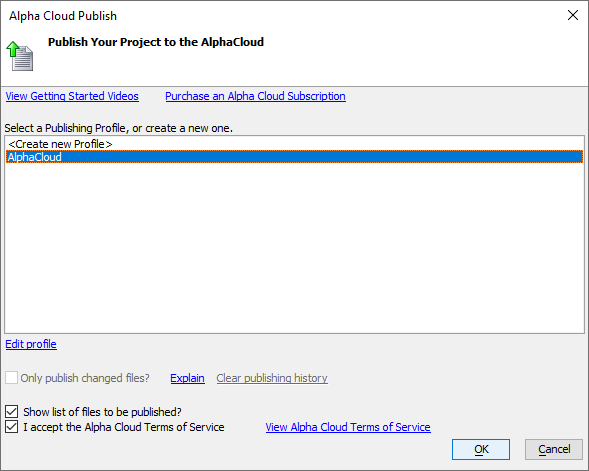 Alpha Cloud Publish
Publish Your Project to the AlphaCloud
View Getting Started Videos Purchase an Alpha Cloud Subscription
Select a Publishing Profile, or create a new one.
<Create new Profile>
AlphaCloud
Edit profile
Only publish changed files? Explain Clear publishing history
Show list of files to be published?
I accept the Alpha Cloud Terms of Service View Alpha Cloud Terms of Service
OK Cancel